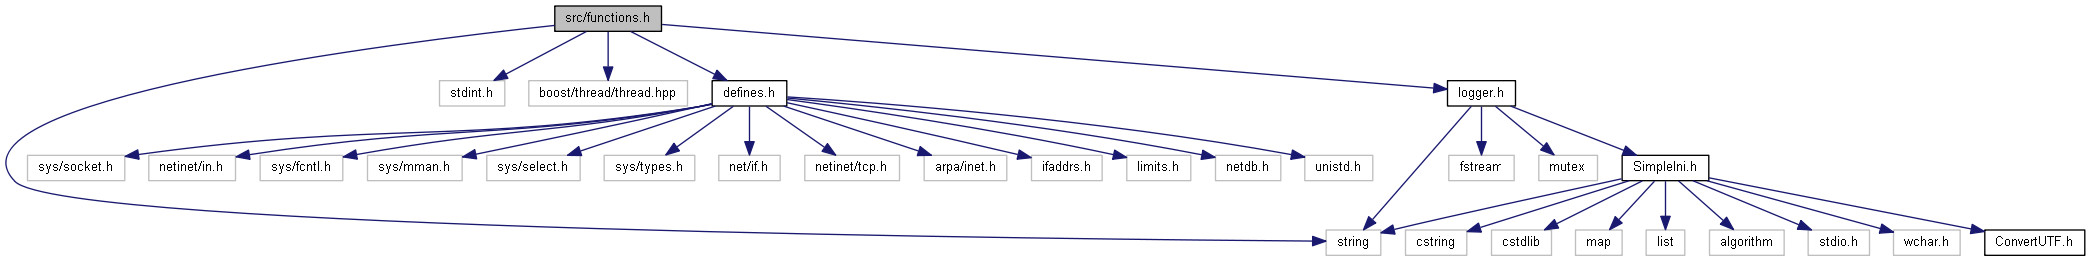 src/functions.h
stdint.h
boost/thread/thread.hpp
defines.h
logger.h
sys/socket.h
netinet/in.h
sys/fcntl.h
sys/mman.h
sys/select.h
sys/types.h
net/if.h
netinet/tcp.h
arpa/inet.h
ifaddrs.h
limits.h
netdb.h
unistd.h
fstream
mutex
SimpleIni.h
string
cstring
cstdlib
map
list
algorithm
stdio.h
wchar.h
ConvertUTF.h